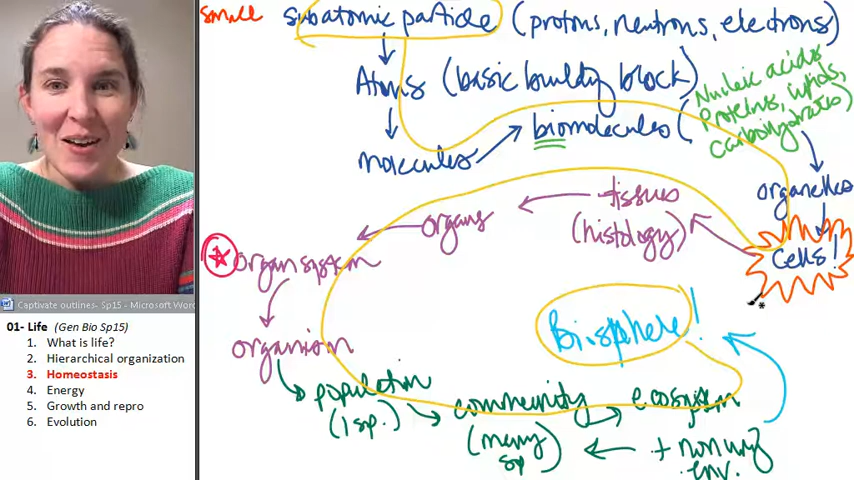 small subatomic particle (protons, neutrons, electrons)
Atoms (basic building block)
Nucleic acids
Proteins, lipids,
carbohydrates)
molecules biomolecules (
organelles
cells!
tissues
(histology)
organs
organ system
organism
population
(1 sp.)
community
(many
sp)
ecosystem
+ nonliving
env.
Biosphere!
Captivate outlines- Sp15 - Microsoft Word
01- Life (Gen Bio Sp15)
1. What is life?
2. Hierarchical organization
3. Homeostasis
4. Energy
5. Growth and repro
6. Evolution